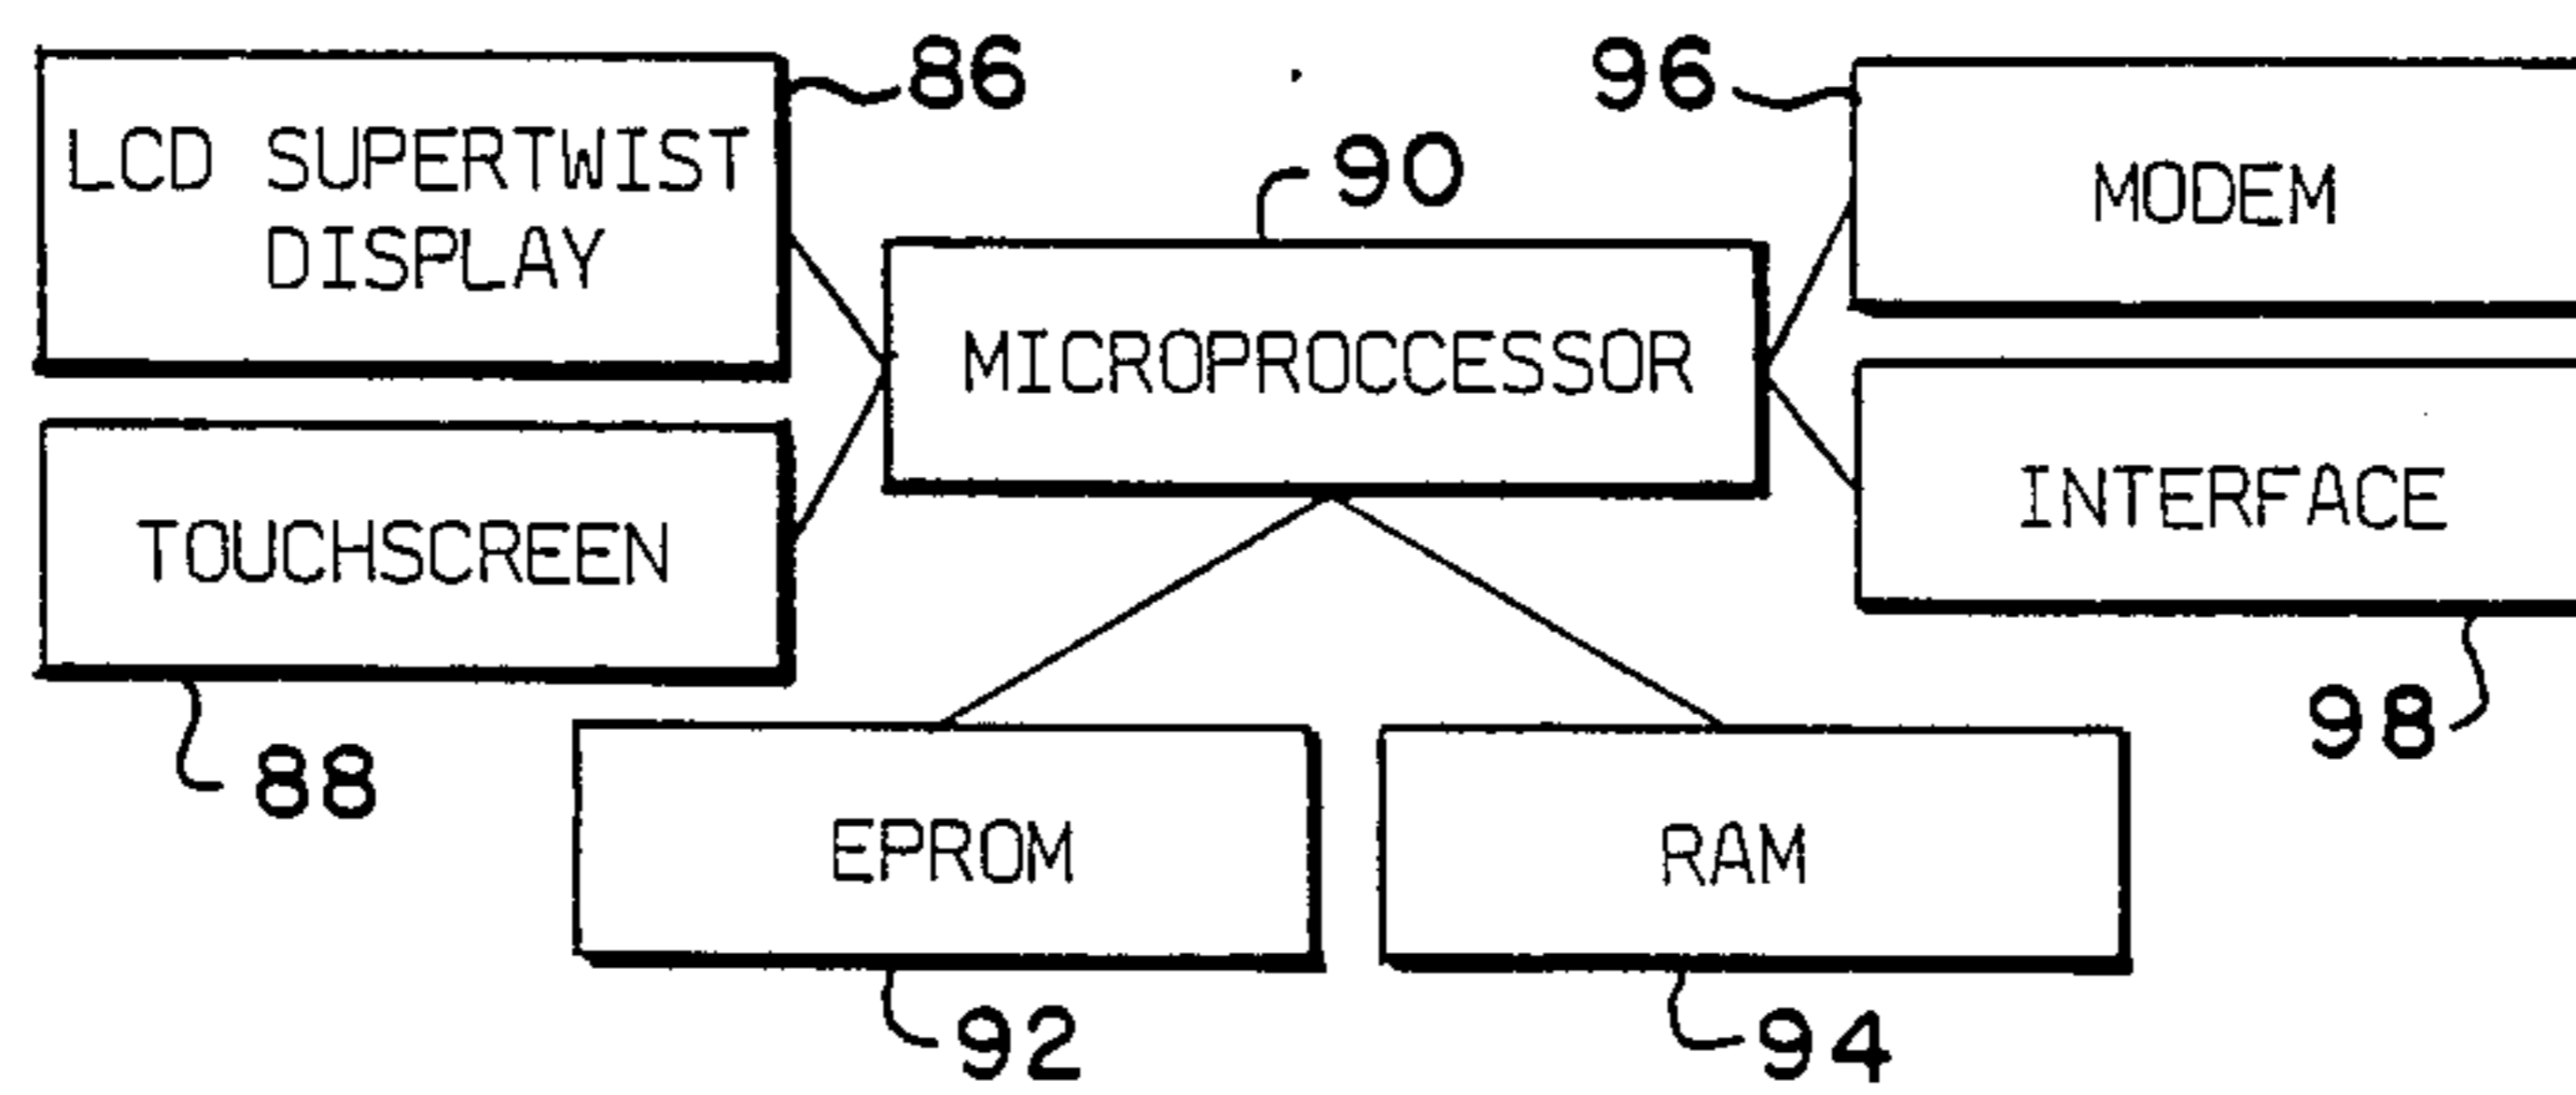 86
96
90
LCD SUPERTWIST
DISPLAY
MODEM
MICROPROCCESSOR
INTERFACE
TOUCHSCREEN
98
88
EPROM
RAM
92
94